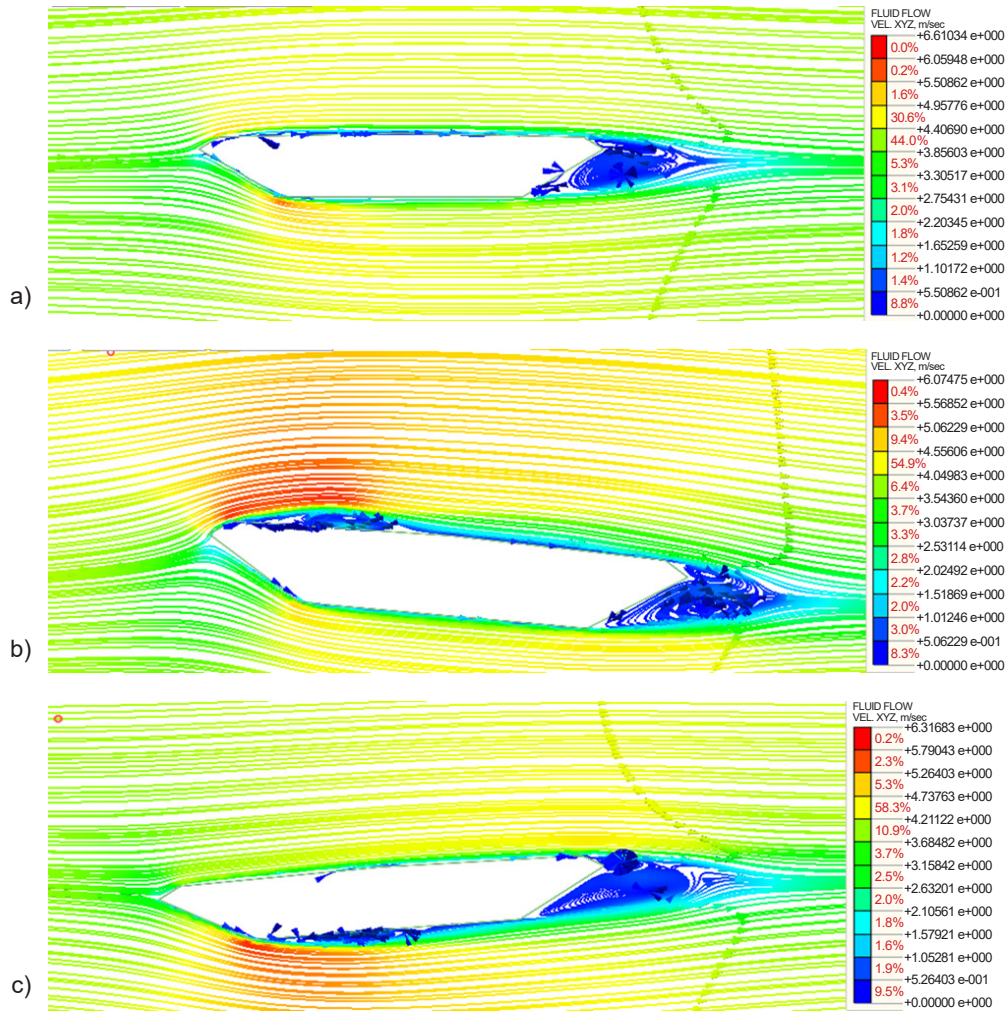 FLUID FLOW
VEL. XYZ, m/sec
+6.61034 e+000
0.0%
+6.05948 e+000
0.2%
+5.50862 e+000
1.6%
+4.95776 e+000
30.6%
+4.40690 e+000
44.0%
+3.85603 e+000
5.3%
+3.30517 e+000
3.1%
+2.75431 e+000
2.0%
+2.20345 e+000
1.8%
+1.65259 e+000
1.2%
+1.10172 e+000
1.4%
+5.50862 e-001
8.8%
+0.00000 e+000
a)
FLUID FLOW
VEL. XYZ, m/sec
+6.07475 e+000
0.4%
+5.56852 e+000
3.5%
+5.06229 e+000
9.4%
+4.55606 e+000
54.9%
+4.04983 e+000
6.4%
+3.54360 e+000
3.7%
+3.03737 e+000
3.3%
+2.53114 e+000
2.8%
+2.02492 e+000
2.2%
+1.51869 e+000
2.0%
+1.01246 e+000
3.0%
+5.06229 e-001
8.3%
+0.00000 e+000
b)
FLUID FLOW
VEL. XYZ, m/sec
+6.31683 e+000
0.2%
+5.79043 e+000
2.3%
+5.26403 e+000
5.3%
+4.73763 e+000
58.3%
+4.21122 e+000
10.9%
+3.68482 e+000
3.7%
+3.15842 e+000
2.5%
+2.63201 e+000
2.0%
+2.10561 e+000
1.8%
+1.57921 e+000
1.6%
+1.05281 e+000
1.9%
+5.26403 e-001
9.5%
+0.00000 e+000
c)